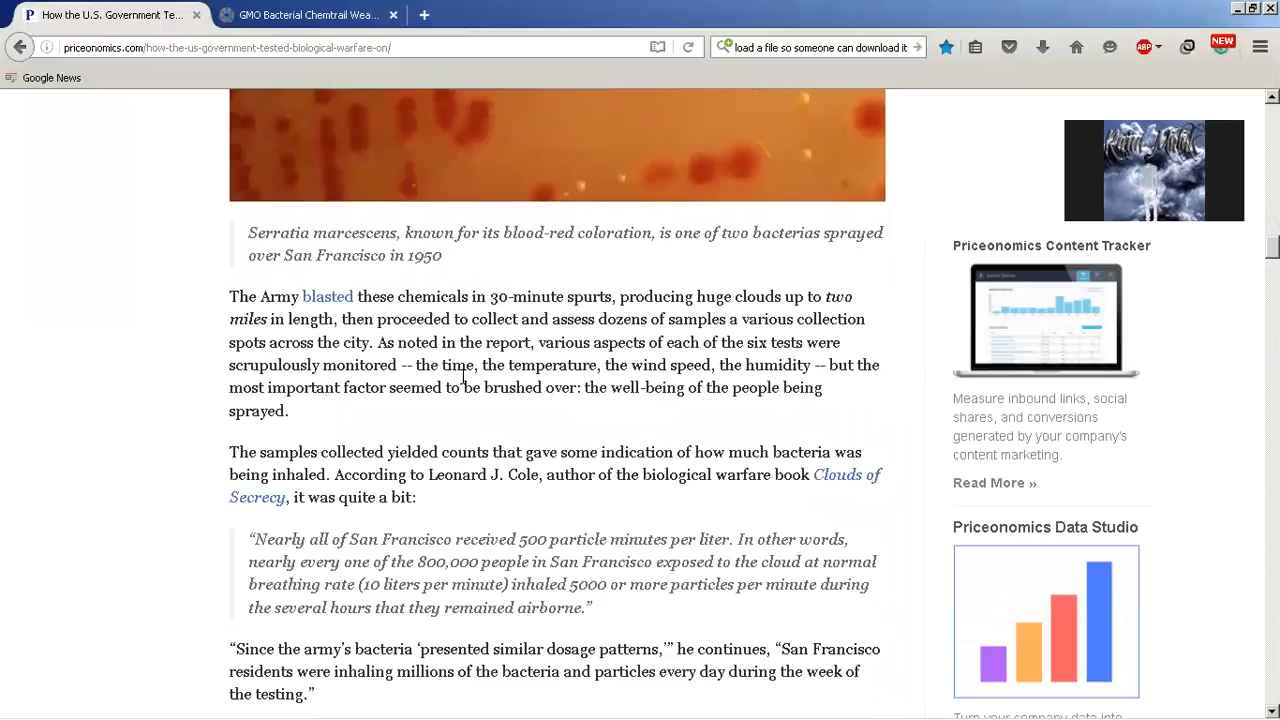 How the U.S. Government Te...
GMO Bacterial Chemtrail Wea...
priceonomics.com/how-the-us-government-tested-biological-warfare-on/
load a file so someone can download it
ABP
NEW
Google News
Serratia marcescens, known for its blood-red coloration, is one of two bacterias sprayed
over San Francisco in 1950
The Army blasted these chemicals in 30-minute spurts, producing huge clouds up to two
miles in length, then proceeded to collect and assess dozens of samples a various collection
spots across the city. As noted in the report, various aspects of each of the six tests were
scrupulously monitored -- the time, the temperature, the wind speed, the humidity -- but the
most important factor seemed to be brushed over: the well-being of the people being
sprayed.
The samples collected yielded counts that gave some indication of how much bacteria was
being inhaled. According to Leonard J. Cole, author of the biological warfare book Clouds of
Secrecy, it was quite a bit:
“Nearly all of San Francisco received 500 particle minutes per liter. In other words,
nearly every one of the 800,000 people in San Francisco exposed to the cloud at normal
breathing rate (10 liters per minute) inhaled 5000 or more particles per minute during
the several hours that they remained airborne.”
“Since the army’s bacteria ‘presented similar dosage patterns,’” he continues, “San Francisco
residents were inhaling millions of the bacteria and particles every day during the week of
the testing.”
Priceonomics Content Tracker
Measure inbound links, social
shares, and conversions
generated by your company's
content marketing.
Read More »
Priceonomics Data Studio
Turn your company data into